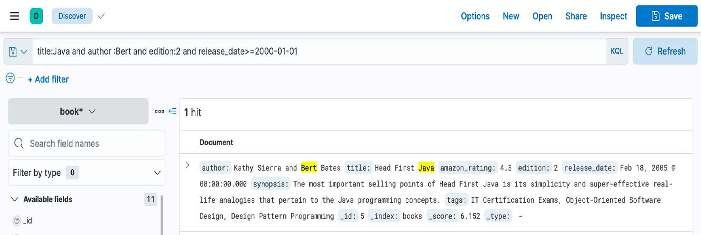 D Discover Options New Open Share Inspect Save
title:Java and author :Bert and edition:2 and release_date>=2000-01-01 KQL Refresh
+ Add filter
book* 1 hit
Search field names Document
Filter by type 0
author: Kathy Sierra and Bert Bates title: Head First Java amazon_rating: 4.3 edition: 2 release_date: Feb 18, 2005 @
00:00:00.000 synopsis: The most important selling points of Head First Java is its simplicity and super-effective real-
life analogies that pertain to the Java programming concepts. tags: IT Certification Exams, Object-Oriented Software
Design, Design Pattern Programming _id: 5 _index: books _score: 6.152 _type: –
Available fields 11
_id